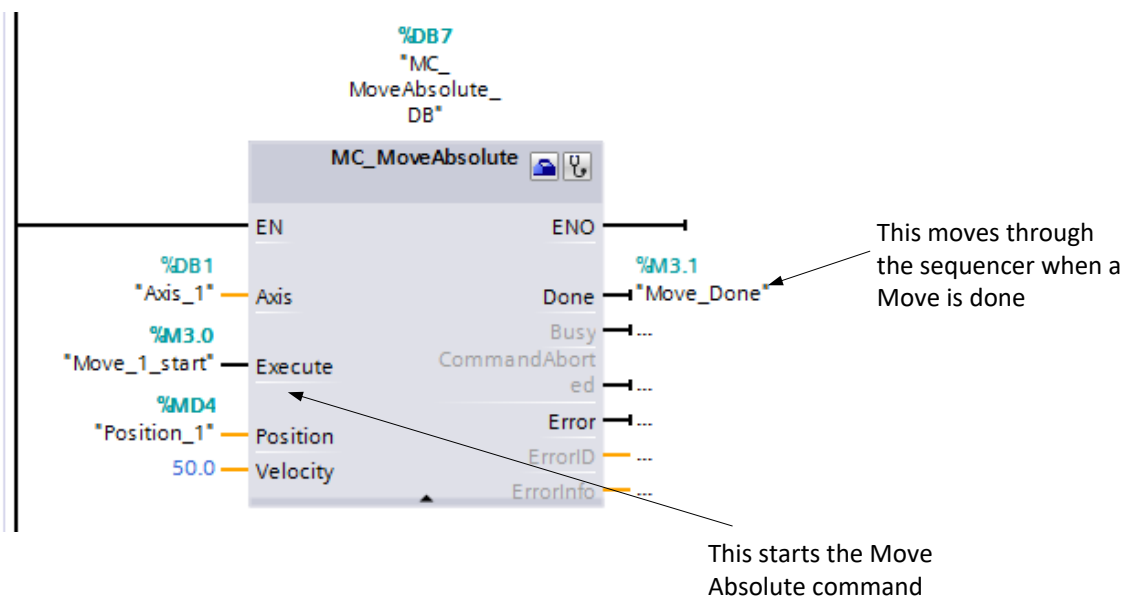 %DB7
"MC_
MoveAbsolute_
DB"
MC_MoveAbsolute
EN
ENO
%DB1
"Axis_1"
Axis
%M3.1
Done
"Move_Done"
This moves through
the sequencer when a
Move is done
Busy
...
%M3.0
"Move_1_start"
Execute
CommandAbort
ed
...
%MD4
"Position_1"
Position
Error
...
50.0
Velocity
ErrorID
...
ErrorInfo
...
This starts the Move
Absolute command